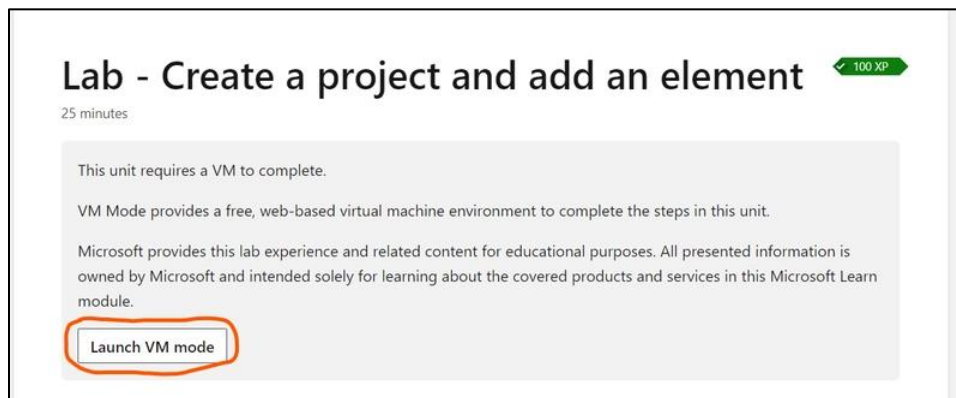 Lab - Create a project and add an element
100 XP
25 minutes
This unit requires a VM to complete.
VM Mode provides a free, web-based virtual machine environment to complete the steps in this unit.
Microsoft provides this lab experience and related content for educational purposes. All presented information is
owned by Microsoft and intended solely for learning about the covered products and services in this Microsoft Learn
module.
Launch VM mode